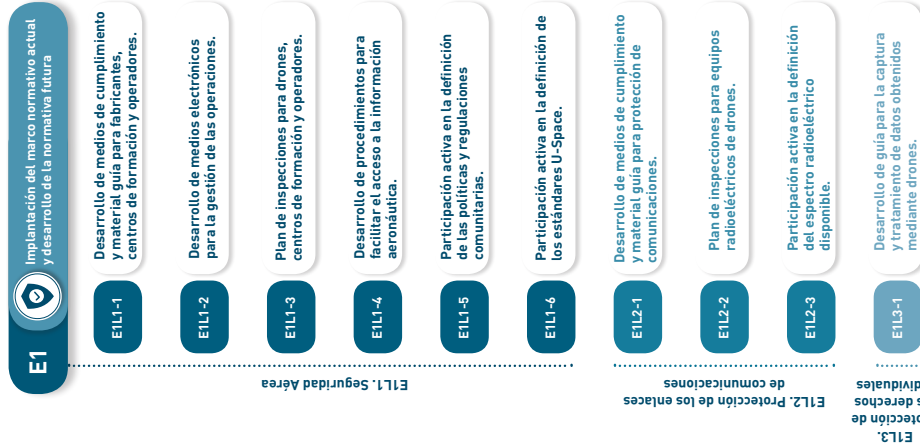 E1
Implantación del marco normativo actual
y desarrollo de la normativa futura
E1L1. Seguridad Aérea
E1L1-1
Desarrollo de medios de cumplimiento
y material guía para fabricantes,
centros de formación y operadores.
E1L1-2
Desarrollo de medios electrónicos
para la gestión de las operaciones.
E1L1-3
Plan de inspecciones para drones,
centros de formación y operadores.
E1L1-4
Desarrollo de procedimientos para
facilitar el acceso a la información
aeronáutica.
E1L1-5
Participación activa en la definición
de las políticas y regulaciones
comunitarias.
E1L1-6
Participación activa en la definición de
los estándares U-Space.
E1L2. Protección de los enlaces
de comunicaciones
E1L2-1
Desarrollo de medios de cumplimiento
y material guía para protección de
comunicaciones.
E1L2-2
Plan de inspecciones para equipos
radioeléctricos de drones.
E1L2-3
Participación activa en la definición
del espectro radioeléctrico
disponible.
E1L3.
Protección de
derechos
E1L3-1
Desarrollo de guía para la captura
y tratamiento de datos obtenidos
mediante drones.